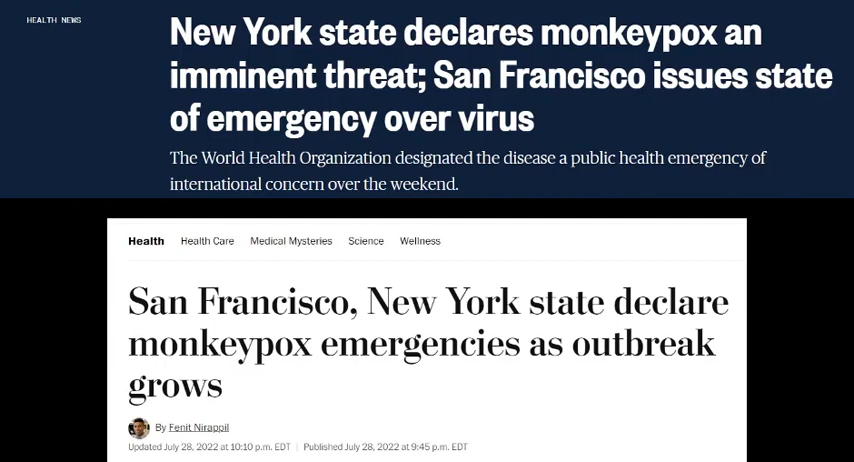 HEALTH NEWS
New York state declares monkeypox an
imminent threat; San Francisco issues state
of emergency over virus
The World Health Organization designated the disease a public health emergency of
international concern over the weekend.
Health Health Care Medical Mysteries Science Wellness
San Francisco, New York state declare
monkeypox emergencies as outbreak
grows
By Fenit Nirappil
Updated July 28, 2022 at 10:10 p.m. EDT | Published July 28, 2022 at 9:45 p.m. EDT